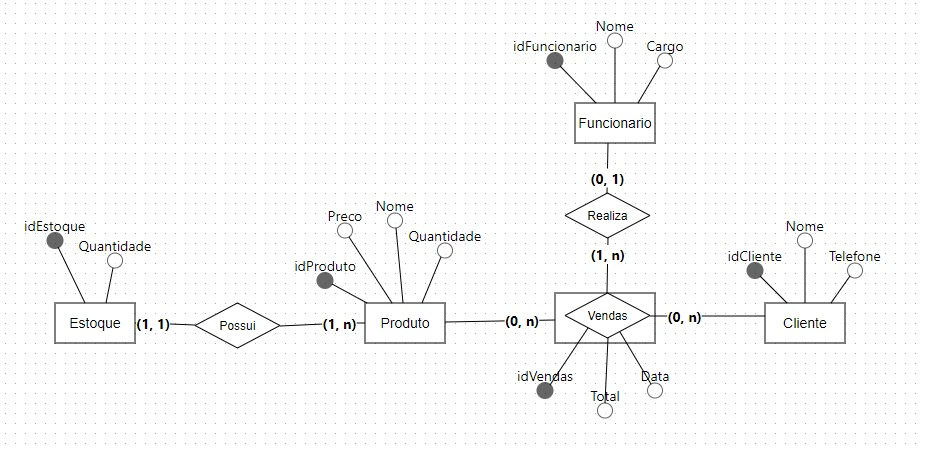 Nome
idFuncionario
Cargo
Funcionario
(0, 1)
Realiza
(1, n)
idEstoque
Quantidade
Estoque
(1, 1)
Possui
(1, n)
Preco
Nome
Quantidade
idProduto
Produto
(0, n)
Vendas
(0, n)
idVendas
Total
Data
Nome
idCliente
Telefone
Cliente